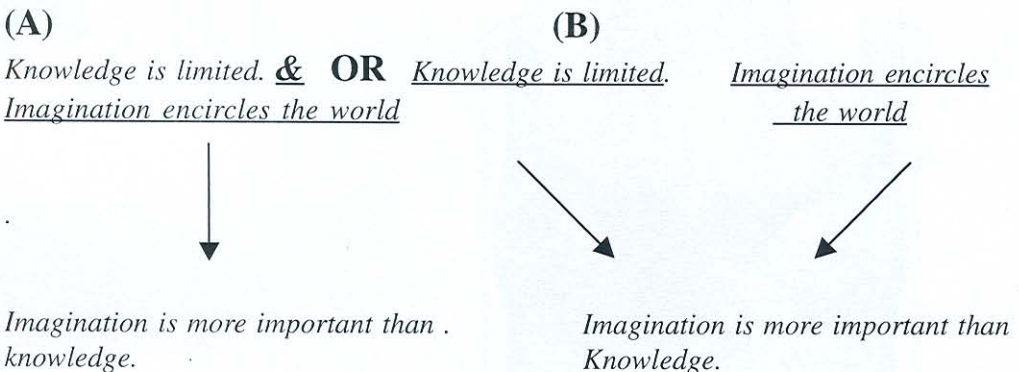 (A) (B)
Knowledge is limited. & OR Knowledge is limited. Imagination encircles
Imagination encircles the world the world
.
Imagination is more important than . Imagination is more important than
knowledge. Knowledge.